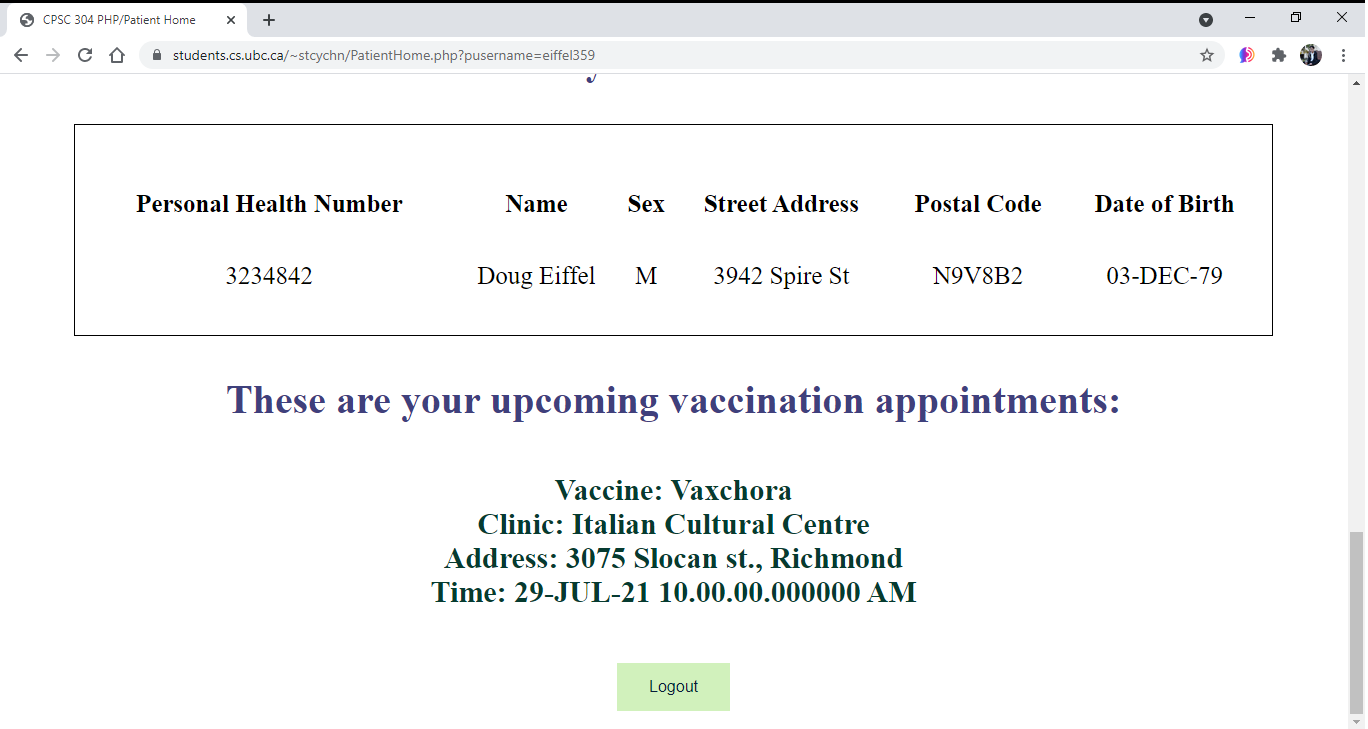 CPSC 304 PHP/Patient Home
students.cs.ubc.ca/~stcychn/PatientHome.php?pusername=eiffel359
Personal Health Number Name Sex Street Address Postal Code Date of Birth
3234842 Doug Eiffel M 3942 Spire St N9V8B2 03-DEC-79
These are your upcoming vaccination appointments:
Vaccine: Vaxchora
Clinic: Italian Cultural Centre
Address: 3075 Slocan st., Richmond
Time: 29-JUL-21 10.00.00.000000 AM
Logout